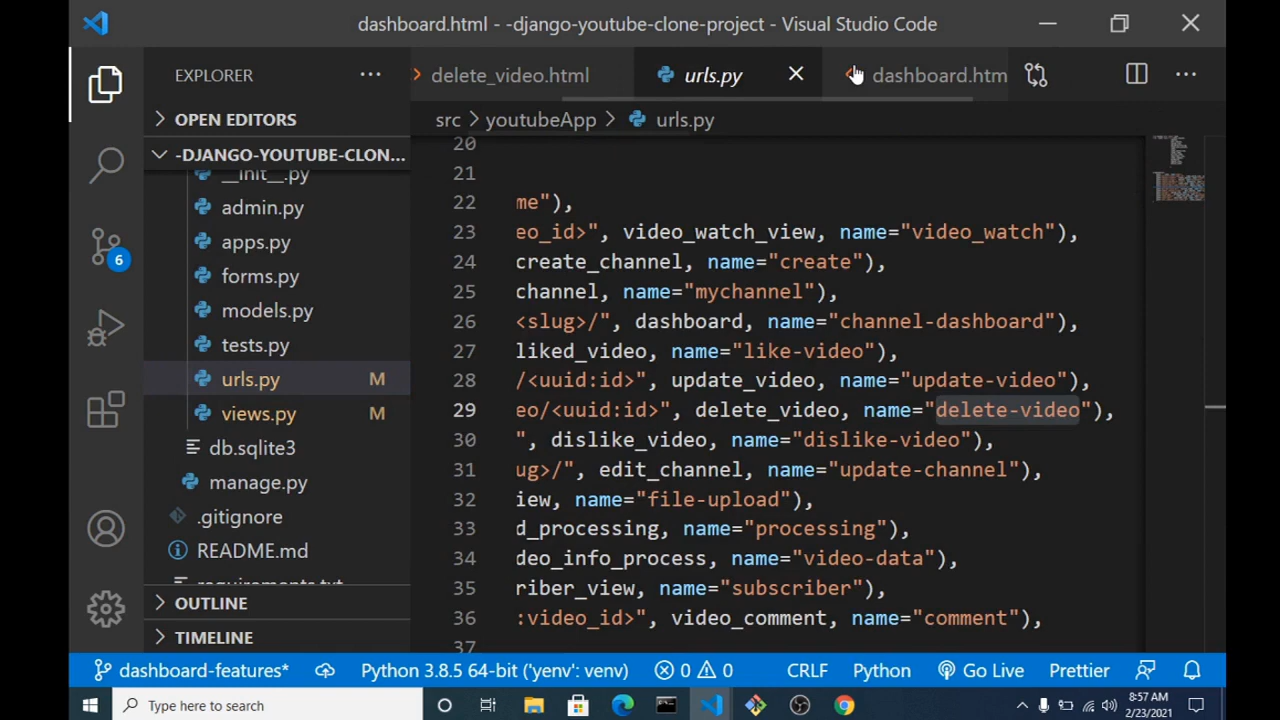 dashboard.html - -django-youtube-clone-project - Visual Studio Code
EXPLORER
delete_video.html
urls.py
dashboard.htm
OPEN EDITORS
src > youtubeApp > urls.py
-DJANGO-YOUTUBE-CLON...
__init__.py
admin.py
apps.py
forms.py
models.py
tests.py
urls.py M
views.py M
db.sqlite3
manage.py
.gitignore
README.md
requirements.txt
OUTLINE
TIMELINE
6
20
21
22 me"),
23 eo_id>", video_watch_view, name="video_watch"),
24 create_channel, name="create"),
25 channel, name="mychannel"),
26 <slug>/", dashboard, name="channel-dashboard"),
27 liked_video, name="like-video"),
28 /<uuid:id>", update_video, name="update-video"),
29 eo/<uuid:id>", delete_video, name="delete-video"),
30 ", dislike_video, name="dislike-video"),
31 ug>/", edit_channel, name="update-channel"),
32 iew, name="file-upload"),
33 d_processing, name="processing"),
34 deo_info_process, name="video-data"),
35 riber_view, name="subscriber"),
36 :video_id>", video_comment, name="comment"),
37
dashboard-features* Python 3.8.5 64-bit ('yenv': venv) 0 0 CRLF Python Go Live Prettier
Type here to search
8:57 AM
2/23/2021